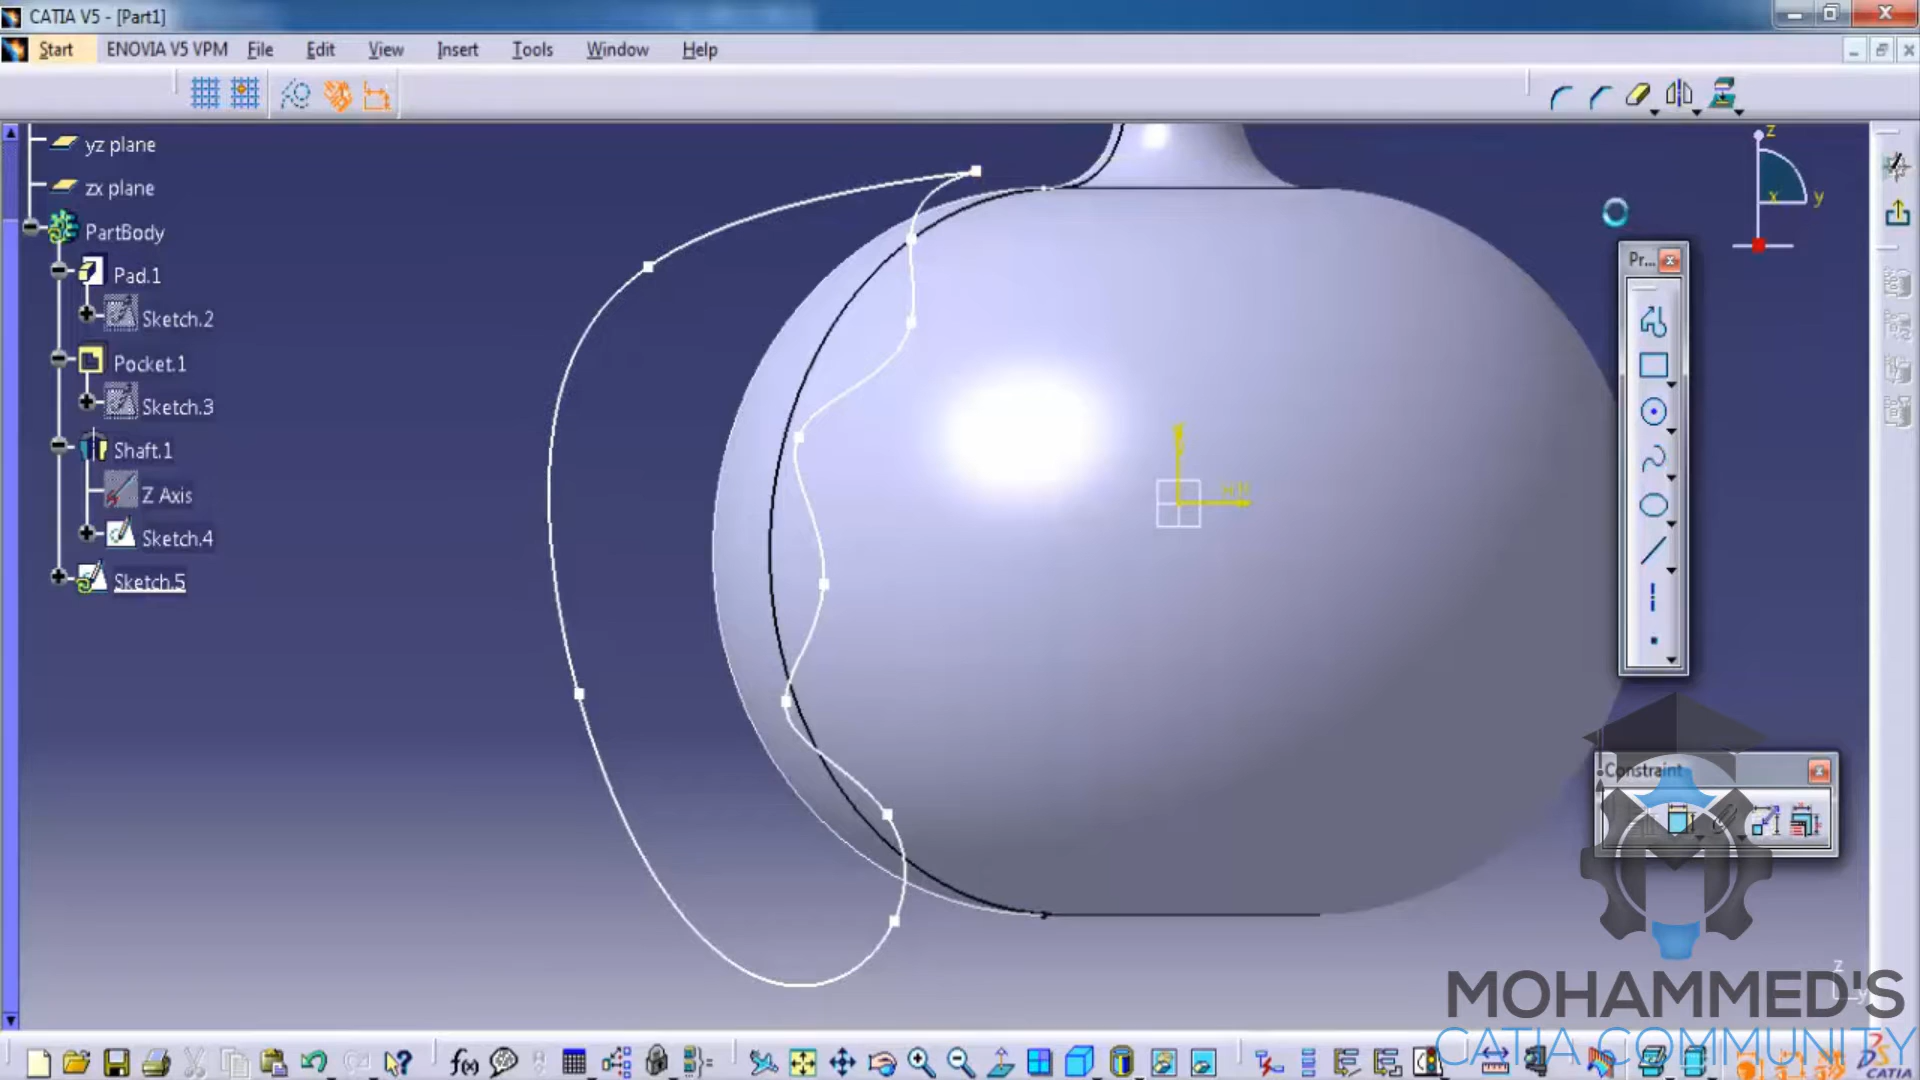 CATIA V5 - [Part1]
Start ENOVIA V5 VPM File Edit View Insert Tools Window Help
yz plane
zx plane
PartBody
Pad.1
Sketch.2
Pocket.1
Sketch.3
Shaft.1
Z Axis
Sketch.4
Sketch.5
z
x
y
Pr...
Constraint
z
y
MOHAMMED'S
CATIA COMMUNITY
f(x)
CATIA